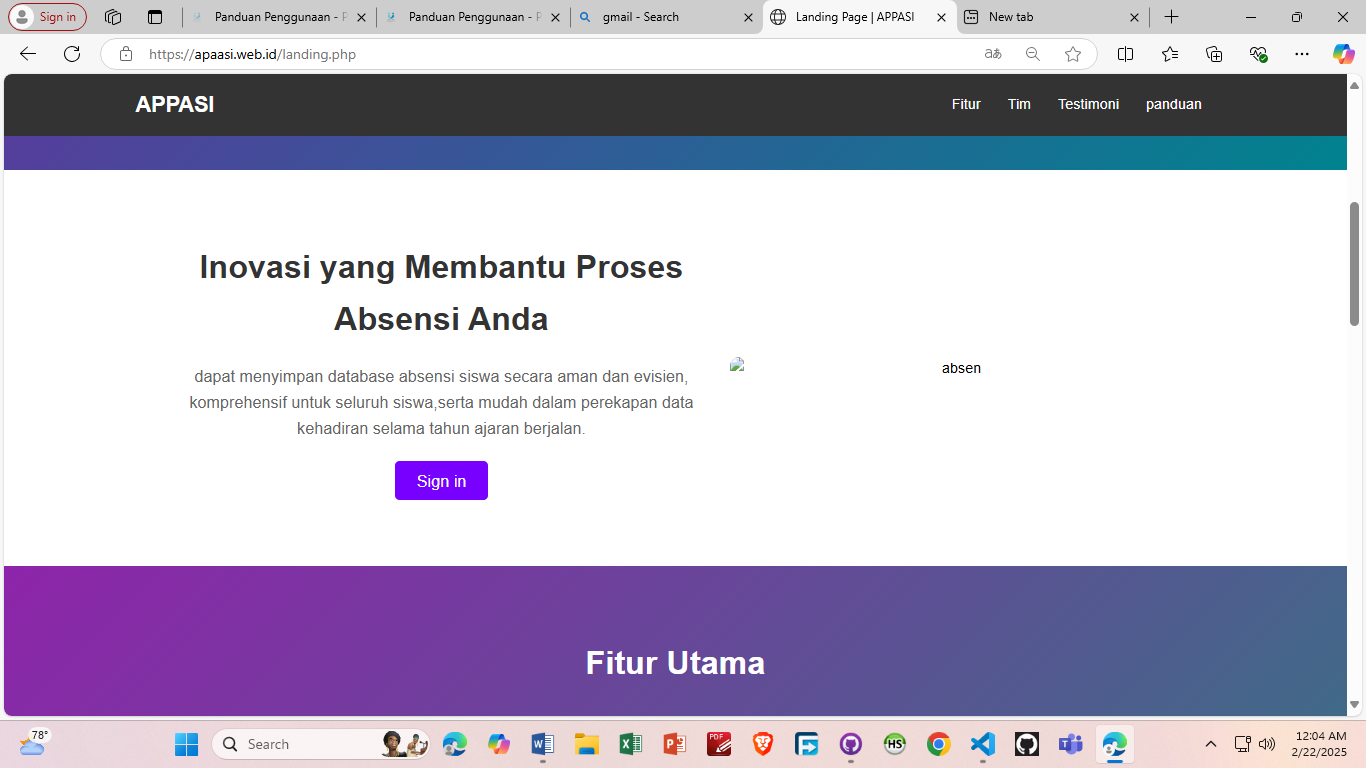 Sign in
Panduan Penggunaan - P
Panduan Penggunaan - P
gmail - Search
Landing Page | APPASI
New tab
https://apaasi.web.id/landing.php
APPASI
Fitur
Tim
Testimoni
panduan
Inovasi yang Membantu Proses
Absensi Anda
dapat menyimpan database absensi siswa secara aman dan evisien,
komprehensif untuk seluruh siswa,serta mudah dalam perekapan data
kehadiran selama tahun ajaran berjalan.
absen
Sign in
Fitur Utama
78°
Search
PDF
HS
12:04 AM
2/22/2025